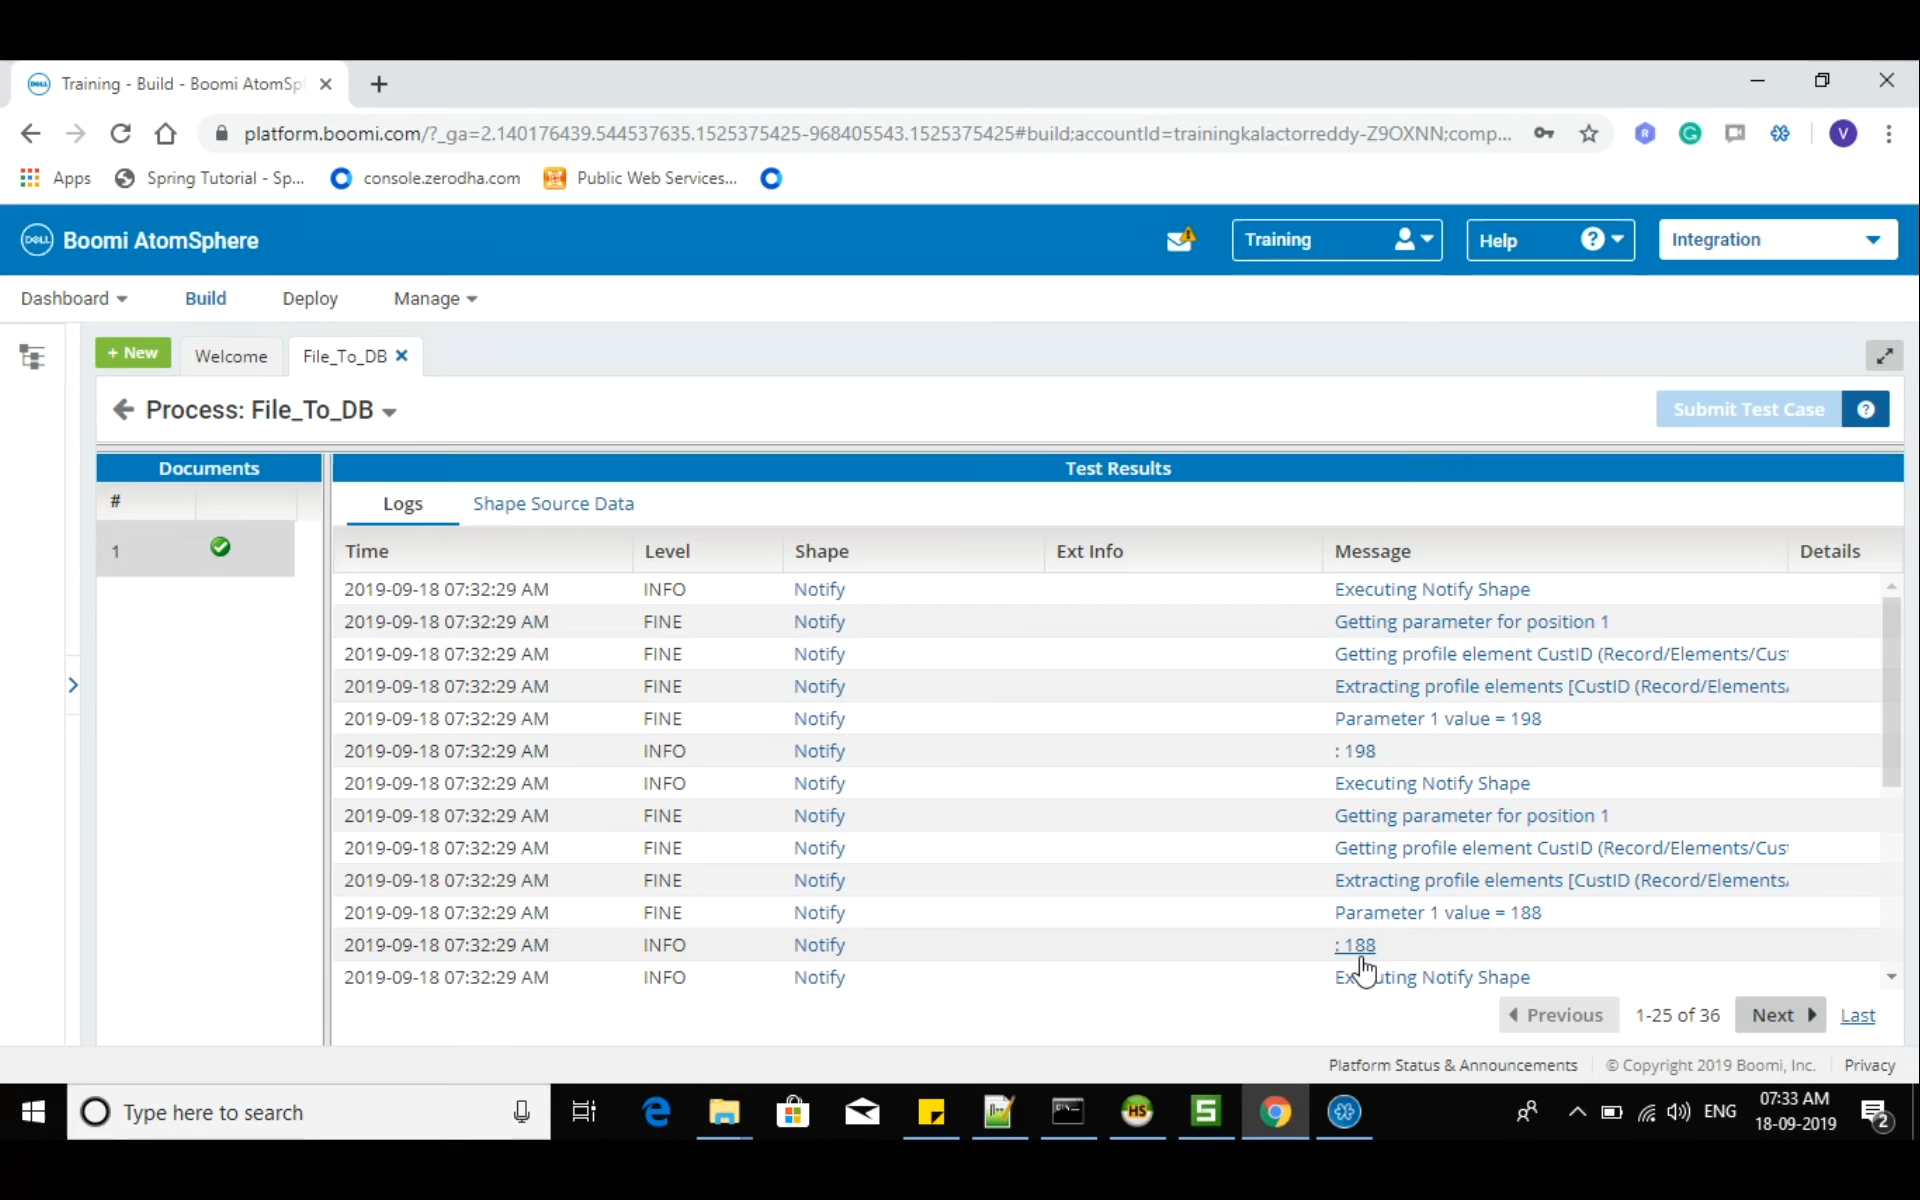 Training - Build - Boomi AtomSp
platform.boomi.com/?_ga=2.140176439.544537635.1525375425-968405543.1525375425#build;accountId=trainingkalactorreddy-Z9OXNN;comp...
V
Apps
Spring Tutorial - Sp...
console.zerodha.com
Public Web Services...
DELL Boomi AtomSphere
Training
Help
Integration
Dashboard
Build
Deploy
Manage
+ New
Welcome
File_To_DB
Process: File_To_DB
Submit Test Case
Documents
Test Results
#
Logs
Shape Source Data
1
Time Level Shape Ext Info Message Details
2019-09-18 07:32:29 AM INFO Notify Executing Notify Shape
2019-09-18 07:32:29 AM FINE Notify Getting parameter for position 1
2019-09-18 07:32:29 AM FINE Notify Getting profile element CustID (Record/Elements/Cus
2019-09-18 07:32:29 AM FINE Notify Extracting profile elements [CustID (Record/Elements/
2019-09-18 07:32:29 AM FINE Notify Parameter 1 value = 198
2019-09-18 07:32:29 AM INFO Notify : 198
2019-09-18 07:32:29 AM INFO Notify Executing Notify Shape
2019-09-18 07:32:29 AM FINE Notify Getting parameter for position 1
2019-09-18 07:32:29 AM FINE Notify Getting profile element CustID (Record/Elements/Cus
2019-09-18 07:32:29 AM FINE Notify Extracting profile elements [CustID (Record/Elements/
2019-09-18 07:32:29 AM FINE Notify Parameter 1 value = 188
2019-09-18 07:32:29 AM INFO Notify : 188
2019-09-18 07:32:29 AM INFO Notify Executing Notify Shape
Previous 1-25 of 36 Next Last
Platform Status & Announcements © Copyright 2019 Boomi, Inc. Privacy
Type here to search
HS
S
ENG
07:33 AM
18-09-2019
2